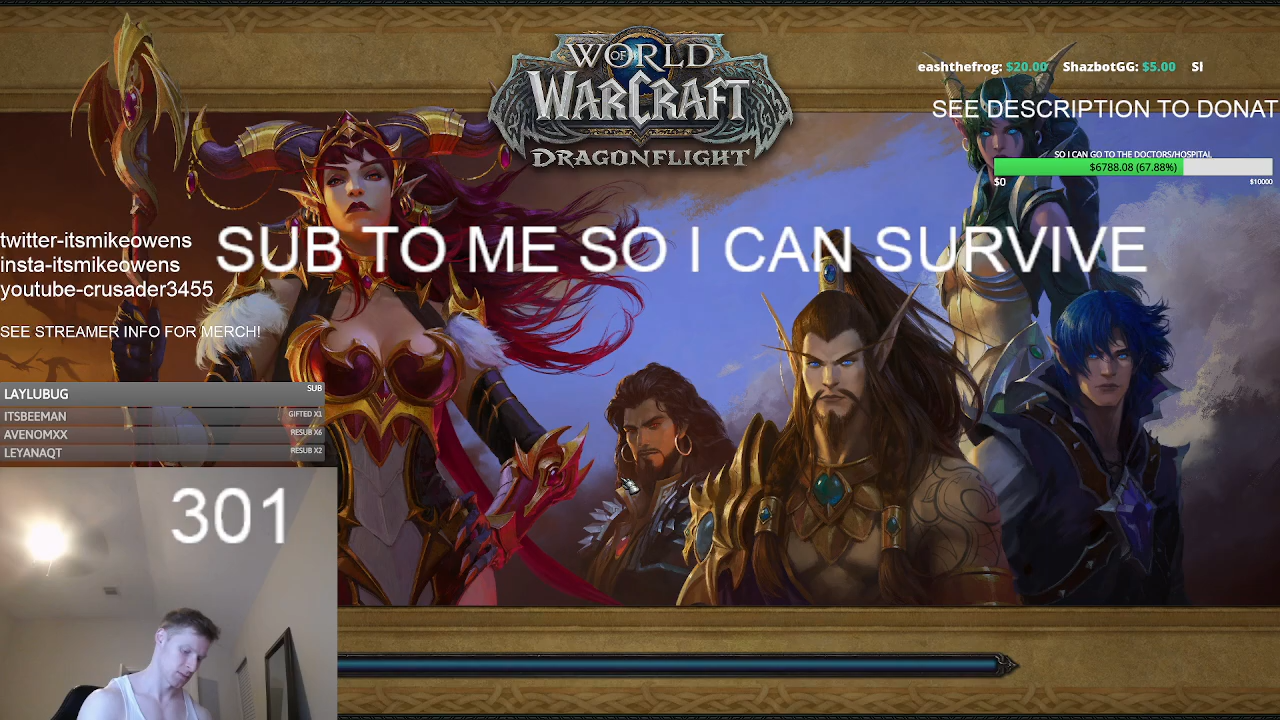 WORLD
OF
WARCRAFT
DRAGONFLIGHT
eashthefrog: $20.00 ShazbotGG: $5.00 SI
SEE DESCRIPTION TO DONAT
SO I CAN GO TO THE DOCTORS/HOSPITAL
$6788.08 (67.88%)
$0 $10000
SUB TO ME SO I CAN SURVIVE
twitter-itsmikeowens
insta-itsmikeowens
youtube-crusader3455
SEE STREAMER INFO FOR MERCH!
LAYLUBUG SUB
ITSBEEMAN GIFTED X1
AVENOMXX RESUB X6
LEYANAQT RESUB X2
301